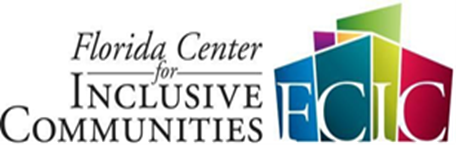 Florida Center
for
INCLUSIVE
COMMUNITIES
FCIC